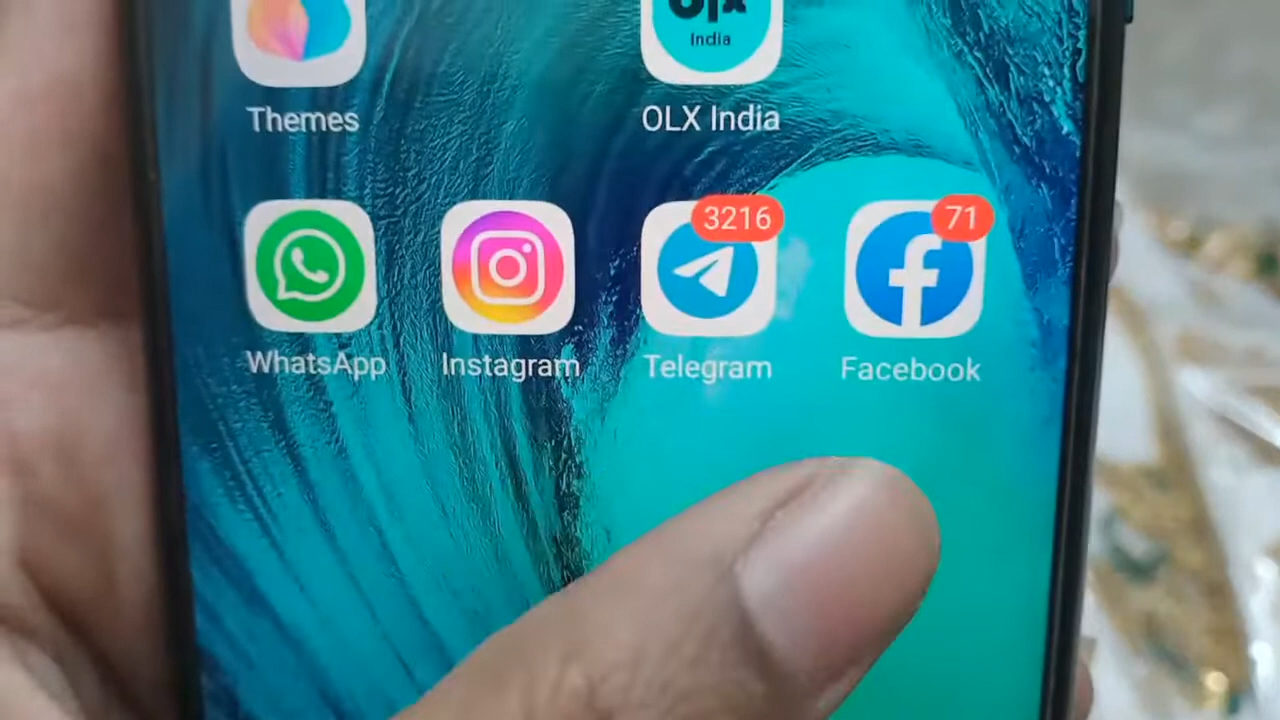 OLX
India
Themes
OLX India
3216
71
WhatsApp
Instagram
Telegram
Facebook